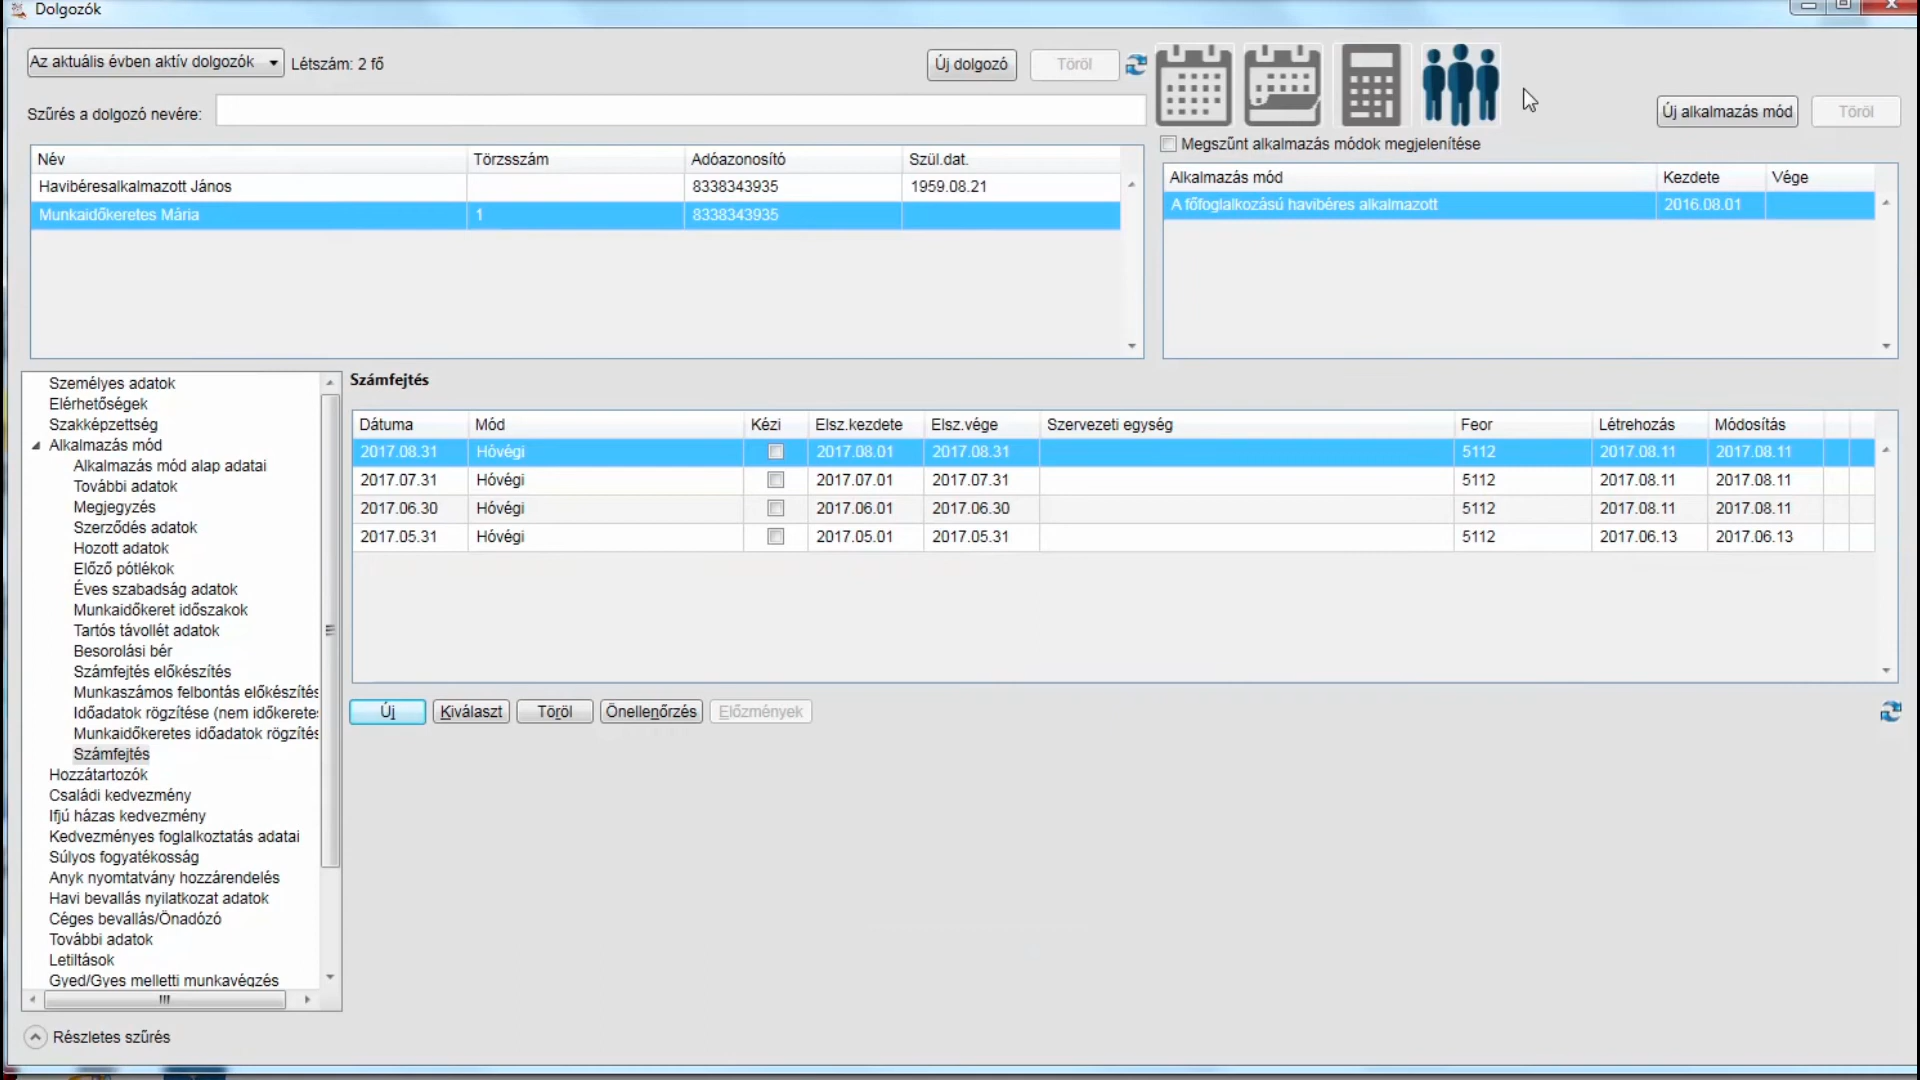 Dolgozók
Az aktuális évben aktív dolgozók
Létszám: 2 fő
Új dolgozó
Töröl
Szűrés a dolgozó nevére:
Új alkalmazás mód
Töröl
Megszűnt alkalmazás módok megjelenítése
Név Törzsszám Adóazonosító Szül.dat.
Havibéresalkalmazott János 8338343935 1959.08.21
Munkaidőkeretes Mária 1 8338343935
Alkalmazás mód Kezdete Vége
A főfoglalkozású havibéres alkalmazott 2016.08.01
Személyes adatok
Elérhetőségek
Szakképzettség
Alkalmazás mód
Alkalmazás mód alap adatai
További adatok
Megjegyzés
Szerződés adatok
Hozott adatok
Előző pótlékok
Éves szabadság adatok
Munkaidőkeret időszakok
Tartós távollét adatok
Besorolási bér
Számfejtés előkészítés
Munkaszámos felbontás előkészítés
Időadatok rögzítése (nem időkeretes
Munkaidőkeretes időadatok rögzítés
Számfejtés
Hozzátartozók
Családi kedvezmény
Ifjú házas kedvezmény
Kedvezményes foglalkoztatás adatai
Súlyos fogyatékosság
Anyk nyomtatvány hozzárendelés
Havi bevallás nyilatkozat adatok
Céges bevallás/Önadózó
További adatok
Letiltások
Gyed/Gyes melletti munkavégzés
Részletes szűrés
Számfejtés
Dátuma Mód Kézi Elsz.kezdete Elsz.vége Szervezeti egység Feor Létrehozás Módosítás
2017.08.31 Hóvégi 2017.08.01 2017.08.31 5112 2017.08.11 2017.08.11
2017.07.31 Hóvégi 2017.07.01 2017.07.31 5112 2017.08.11 2017.08.11
2017.06.30 Hóvégi 2017.06.01 2017.06.30 5112 2017.08.11 2017.08.11
2017.05.31 Hóvégi 2017.05.01 2017.05.31 5112 2017.06.13 2017.06.13
Új Kiválaszt Töröl Önellenőrzés Előzmények